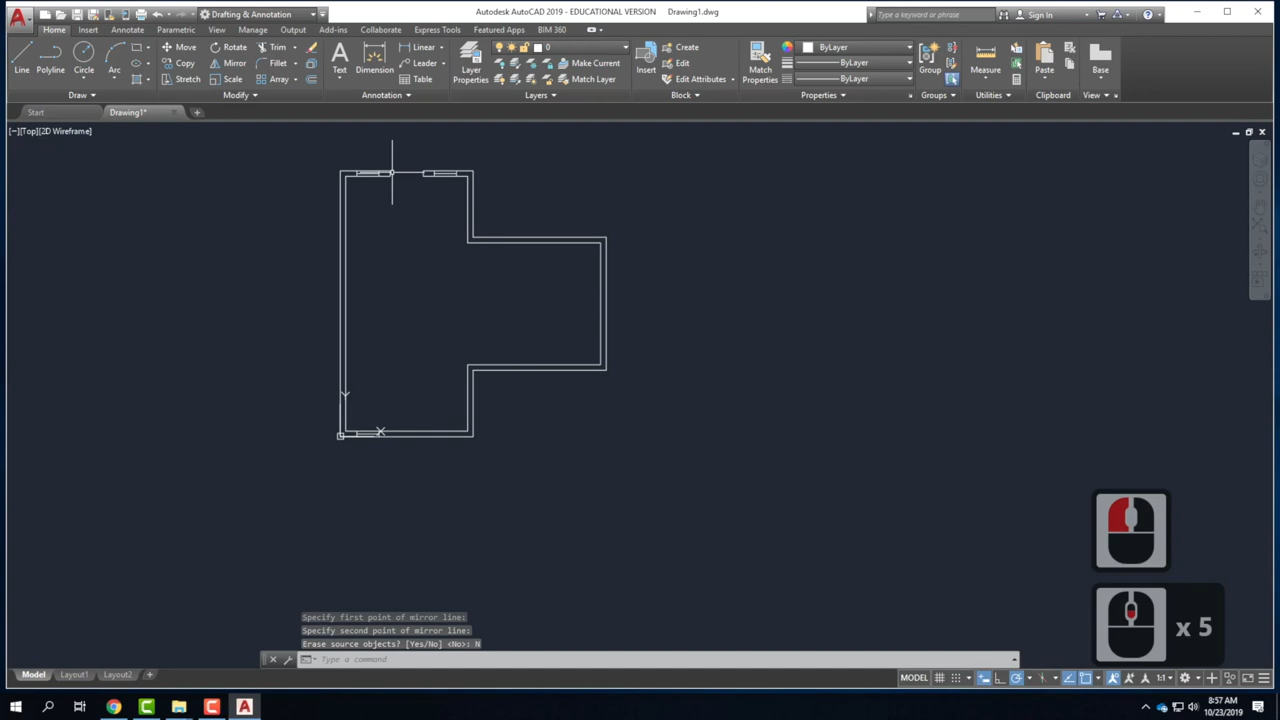 Drafting & Annotation
Autodesk AutoCAD 2019 - EDUCATIONAL VERSION Drawing1.dwg
Type a keyword or phrase
Sign In
Home Insert Annotate Parametric View Manage Output Add-ins Collaborate Express Tools Featured Apps BIM 360
Line Polyline Circle Arc
Move Rotate Trim
Copy Mirror Fillet
Stretch Scale Array
Text Dimension
Linear
Leader
Table
Layer Properties
0
Make Current
Match Layer
Insert
Create
Edit
Edit Attributes
Match Properties
ByLayer
ByLayer
ByLayer
Group
Measure
Paste
Base
Draw Modify Annotation Layers Block Properties Groups Utilities Clipboard View
Start Drawing1*
[−][Top][2D Wireframe]
x 5
Specify first point of mirror line:
Specify second point of mirror line:
Erase source objects? [Yes/No] <No>: N
Type a command
Model Layout1 Layout2
MODEL
1:1
8:57 AM
10/23/2019